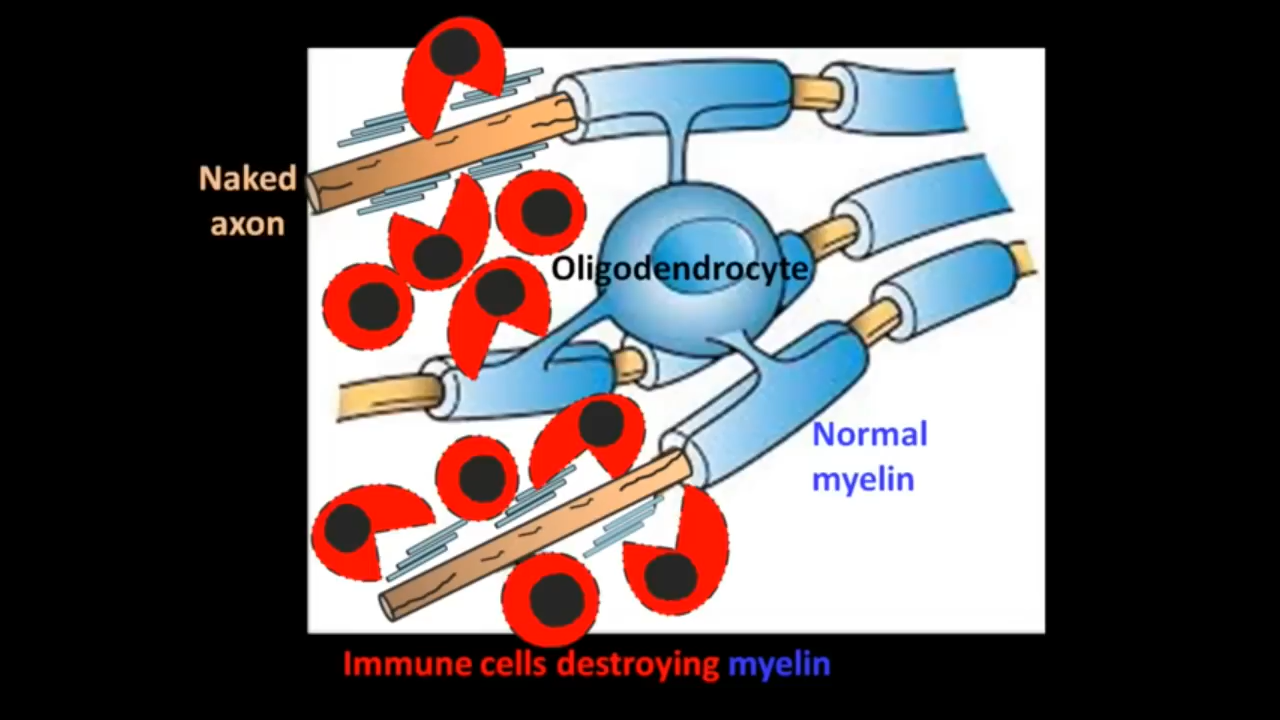 Naked
axon
Oligodendrocyte
Normal
myelin
Immune cells destroying myelin